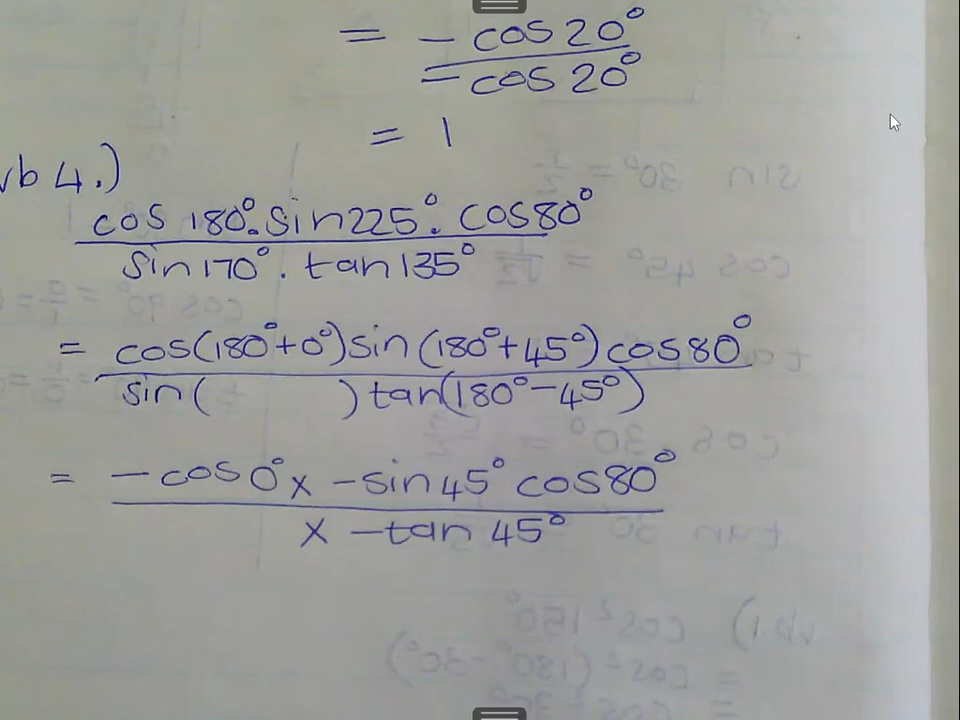 = - cos 20°
= cos 20°
= 1
vb 4.)
cos 180°. sin 225°. cos 80°
sin 170°. tan 135°
= cos(180°+0°) sin(180°+45°) cos 80°
sin( ) tan(180°-45°)
= - cos 0° x - sin 45° cos 80°
x - tan 45°